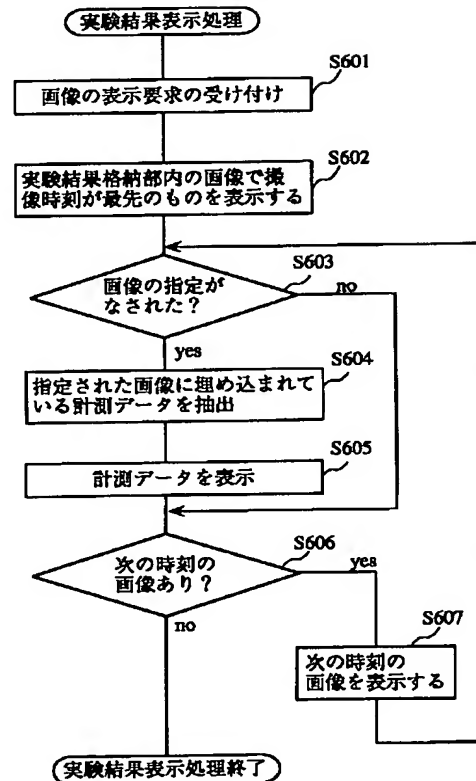 実験結果表示処理
S601
画像の表示要求の受け付け
S602
実験結果格納部内の画像で撮
像時刻が最先のものを表示する
S603
画像の指定が
なされた?
no
yes
S604
指定された画像に埋め込まれて
いる計測データを抽出
S605
計測データを表示
S606
次の時刻の
画像あり?
yes
no
S607
次の時刻の
画像を表示する
実験結果表示処理終了